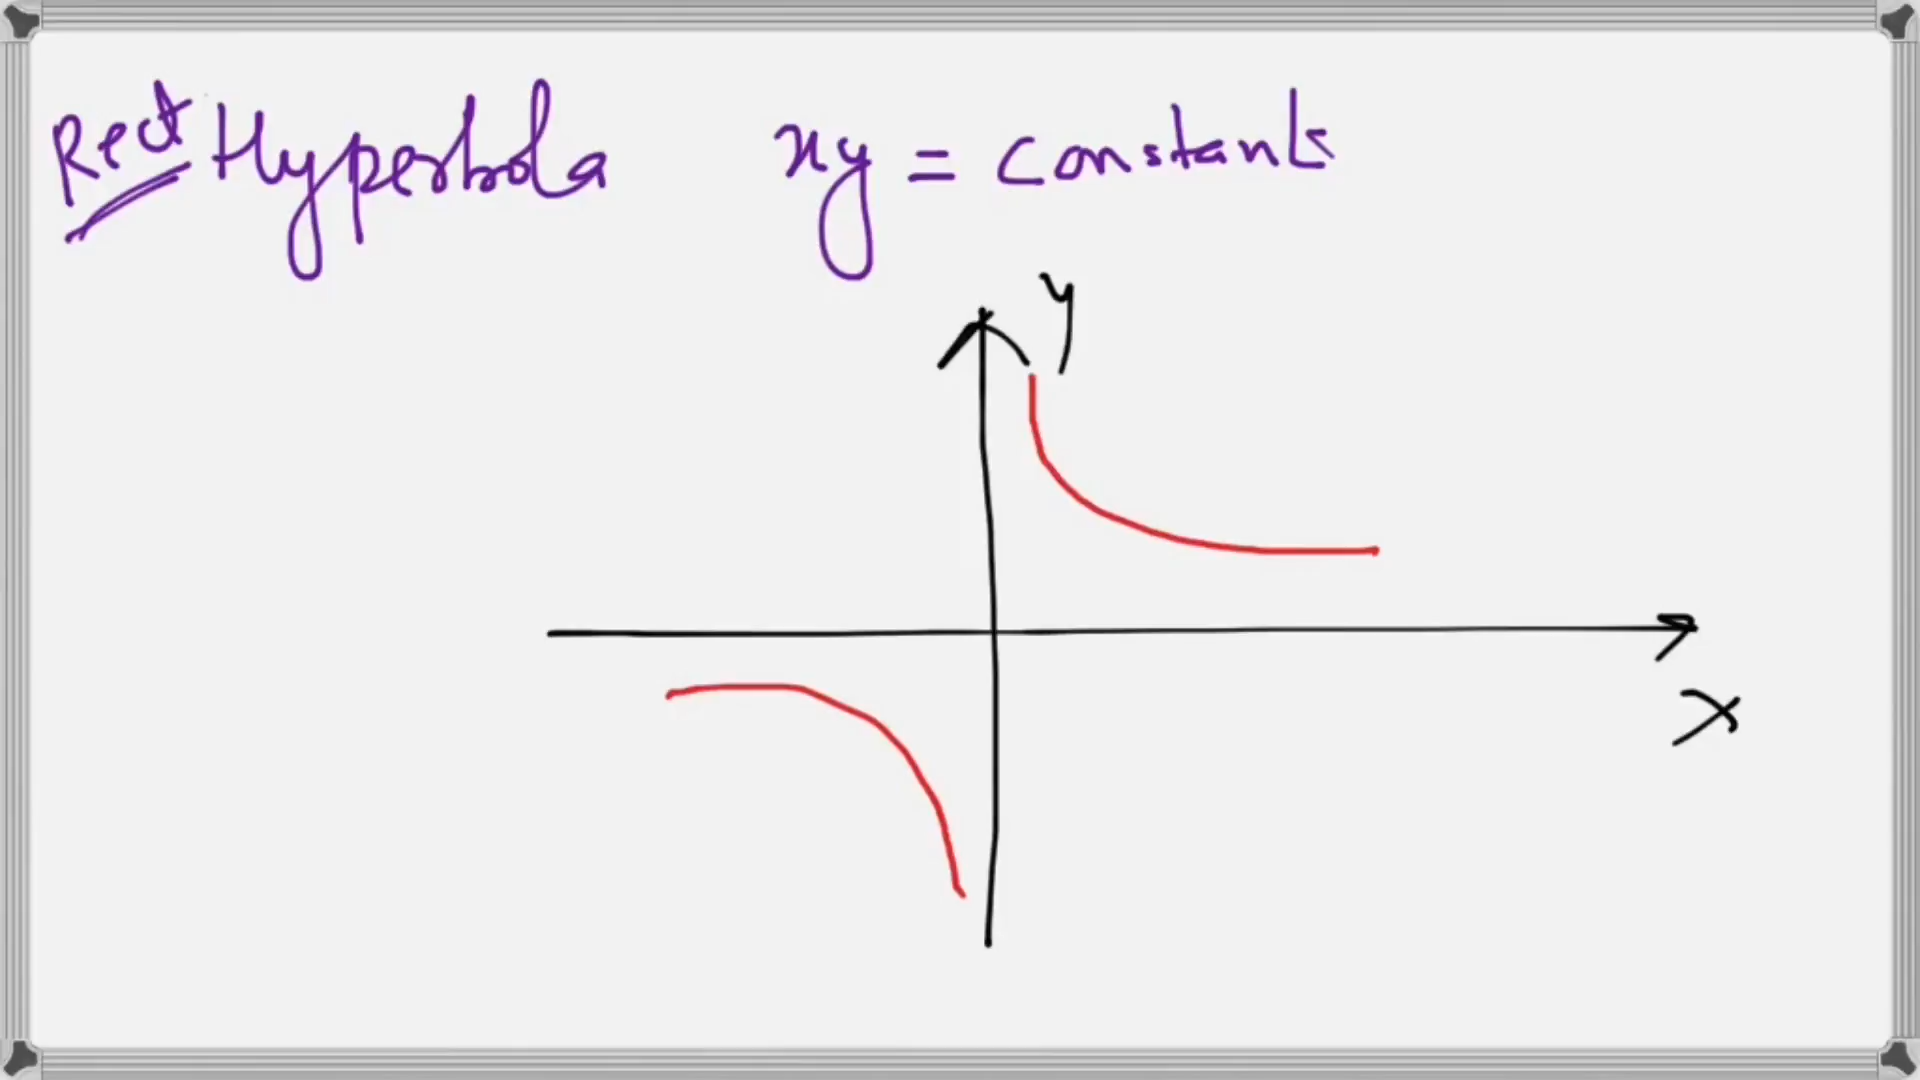 Rect Hyperbola xy = constant
y
x